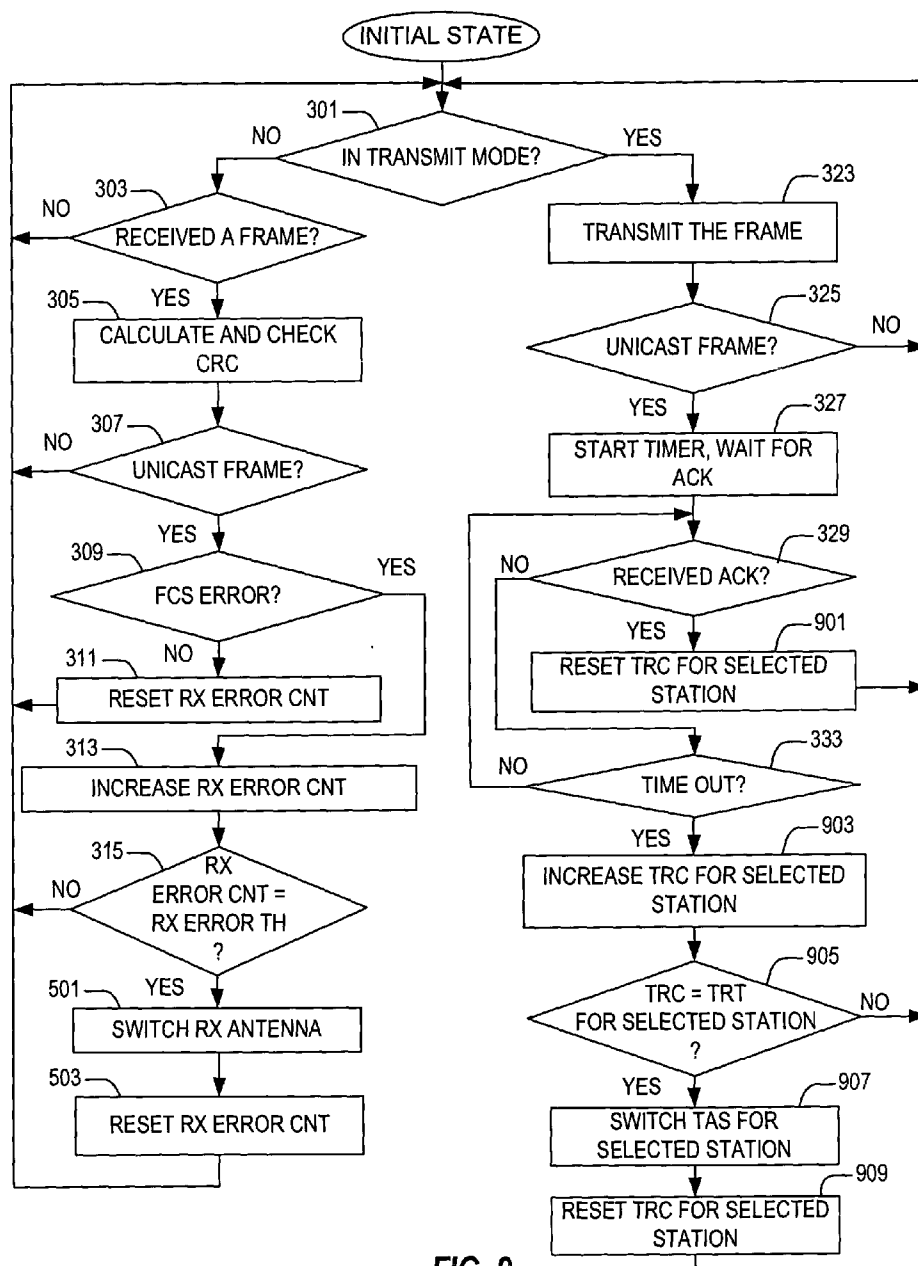 INITIAL STATE
301
NO
IN TRANSMIT MODE?
YES
303
NO
RECEIVED A FRAME?
YES
305
CALCULATE AND CHECK
CRC
307
NO
UNICAST FRAME?
YES
309
YES
FCS ERROR?
NO
311
RESET RX ERROR CNT
313
INCREASE RX ERROR CNT
315
RX
NO
ERROR CNT =
RX ERROR TH
?
YES
501
SWITCH RX ANTENNA
503
RESET RX ERROR CNT
323
TRANSMIT THE FRAME
325
NO
UNICAST FRAME?
YES
327
START TIMER, WAIT FOR
ACK
329
NO
RECEIVED ACK?
YES
901
RESET TRC FOR SELECTED
STATION
333
NO
TIME OUT?
YES
903
INCREASE TRC FOR SELECTED
STATION
905
TRC = TRT
NO
FOR SELECTED STATION
?
YES
907
SWITCH TAS FOR
SELECTED STATION
909
RESET TRC FOR SELECTED
STATION